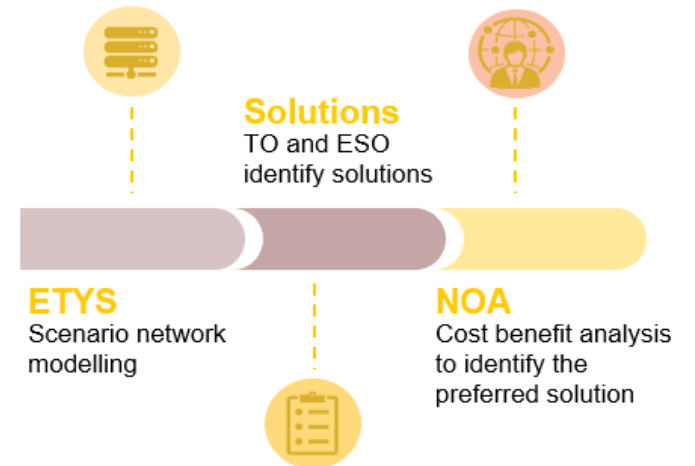 Solutions
TO and ESO
identify solutions
ETYS
Scenario network
modelling
NOA
Cost benefit analysis
to identify the
preferred solution